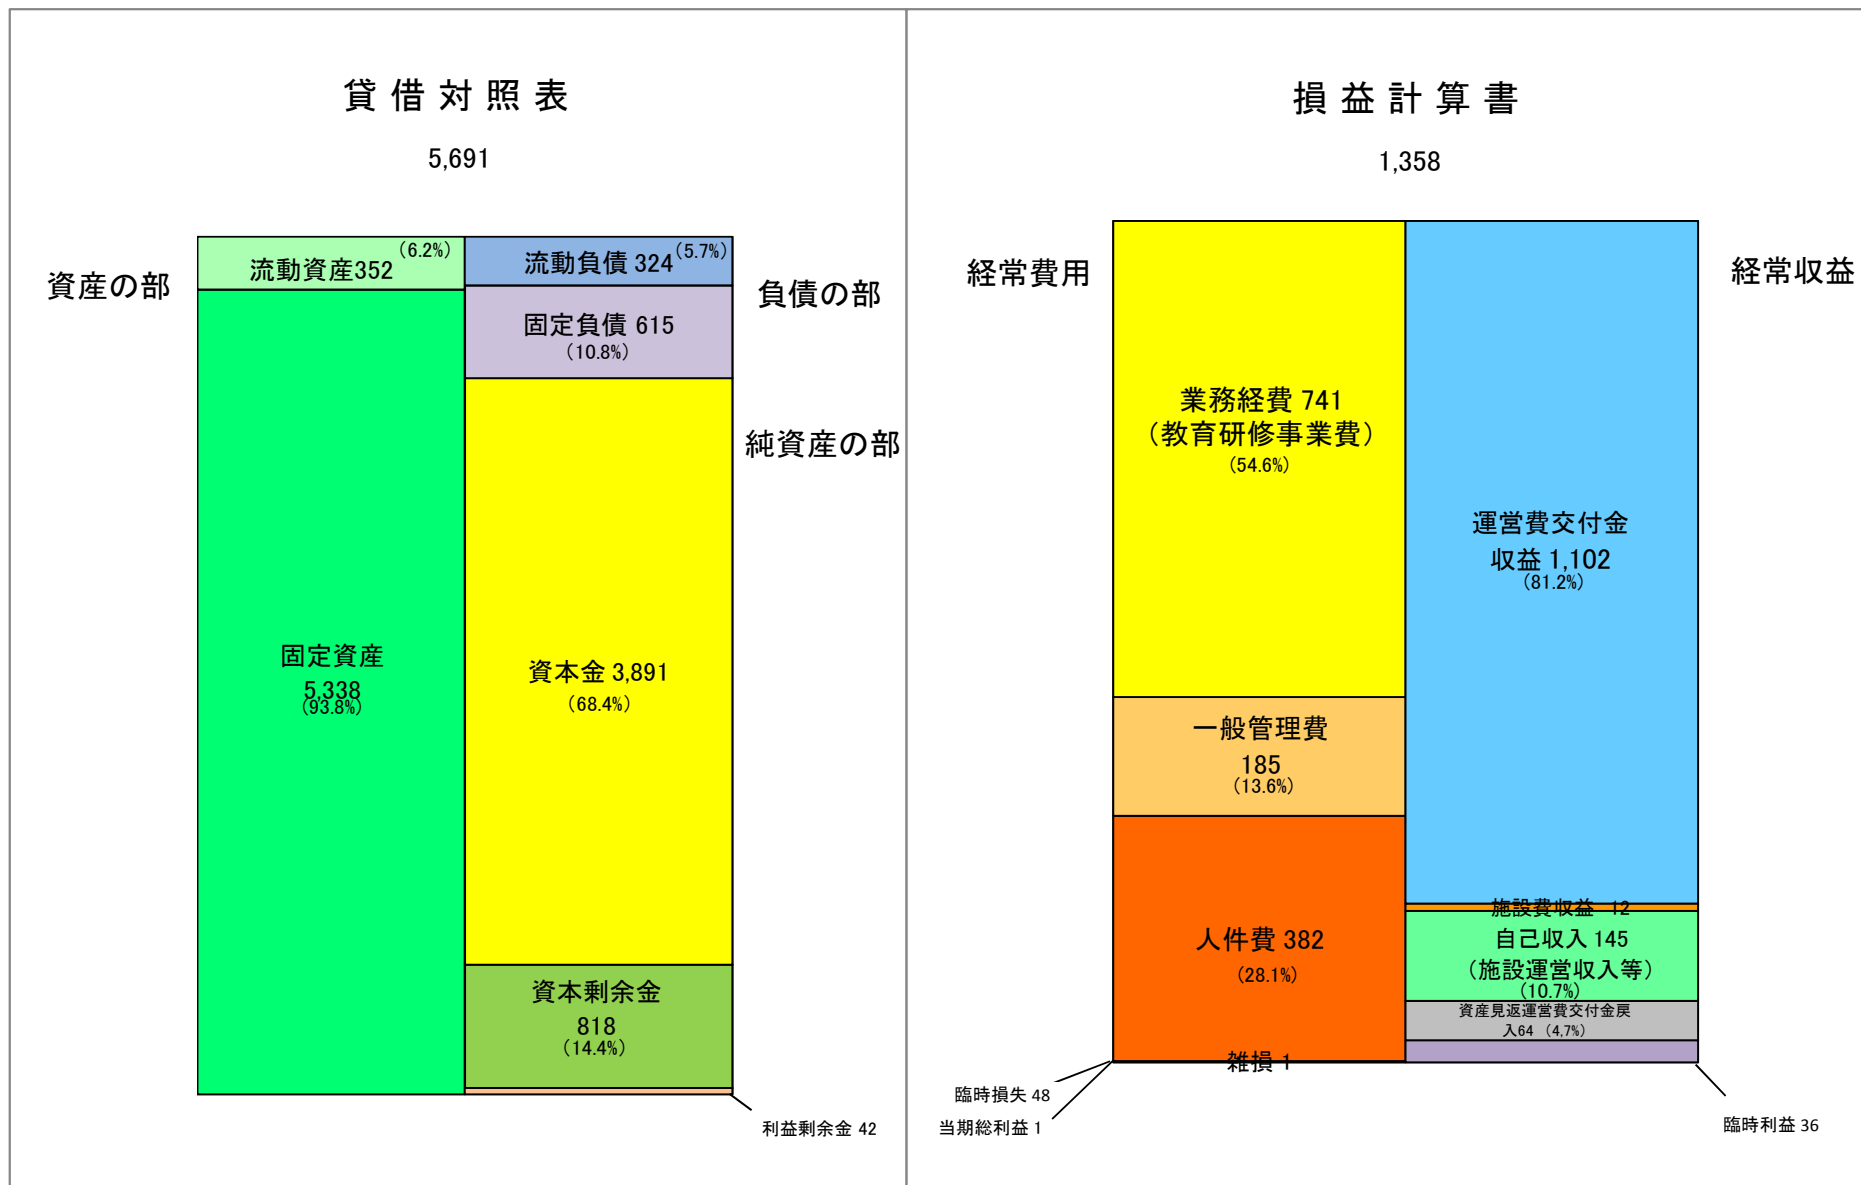 貸借対照表
5,691
資産の部
流動資産352
（6.2%）
固定資産
5,338
（93.8%）
流動負債 324
（5.7%）
固定負債 615
（10.8%）
資本金 3,891
（68.4%）
資本剰余金
818
（14.4%）
負債の部
純資産の部
利益剰余金 42
損益計算書
1,358
経常費用
業務経費 741
（教育研修事業費）
（54.6%）
一般管理費
185
（13.6%）
人件費 382
（28.1%）
雑損 1
臨時損失 48
当期総利益 1
経常収益
運営費交付金
収益 1,102
（81.2%）
施設費収益 12
自己収入 145
（施設運営収入等）
（10.7%）
資産見返運営費交付金戻
入64 （4.7%）
臨時利益 36